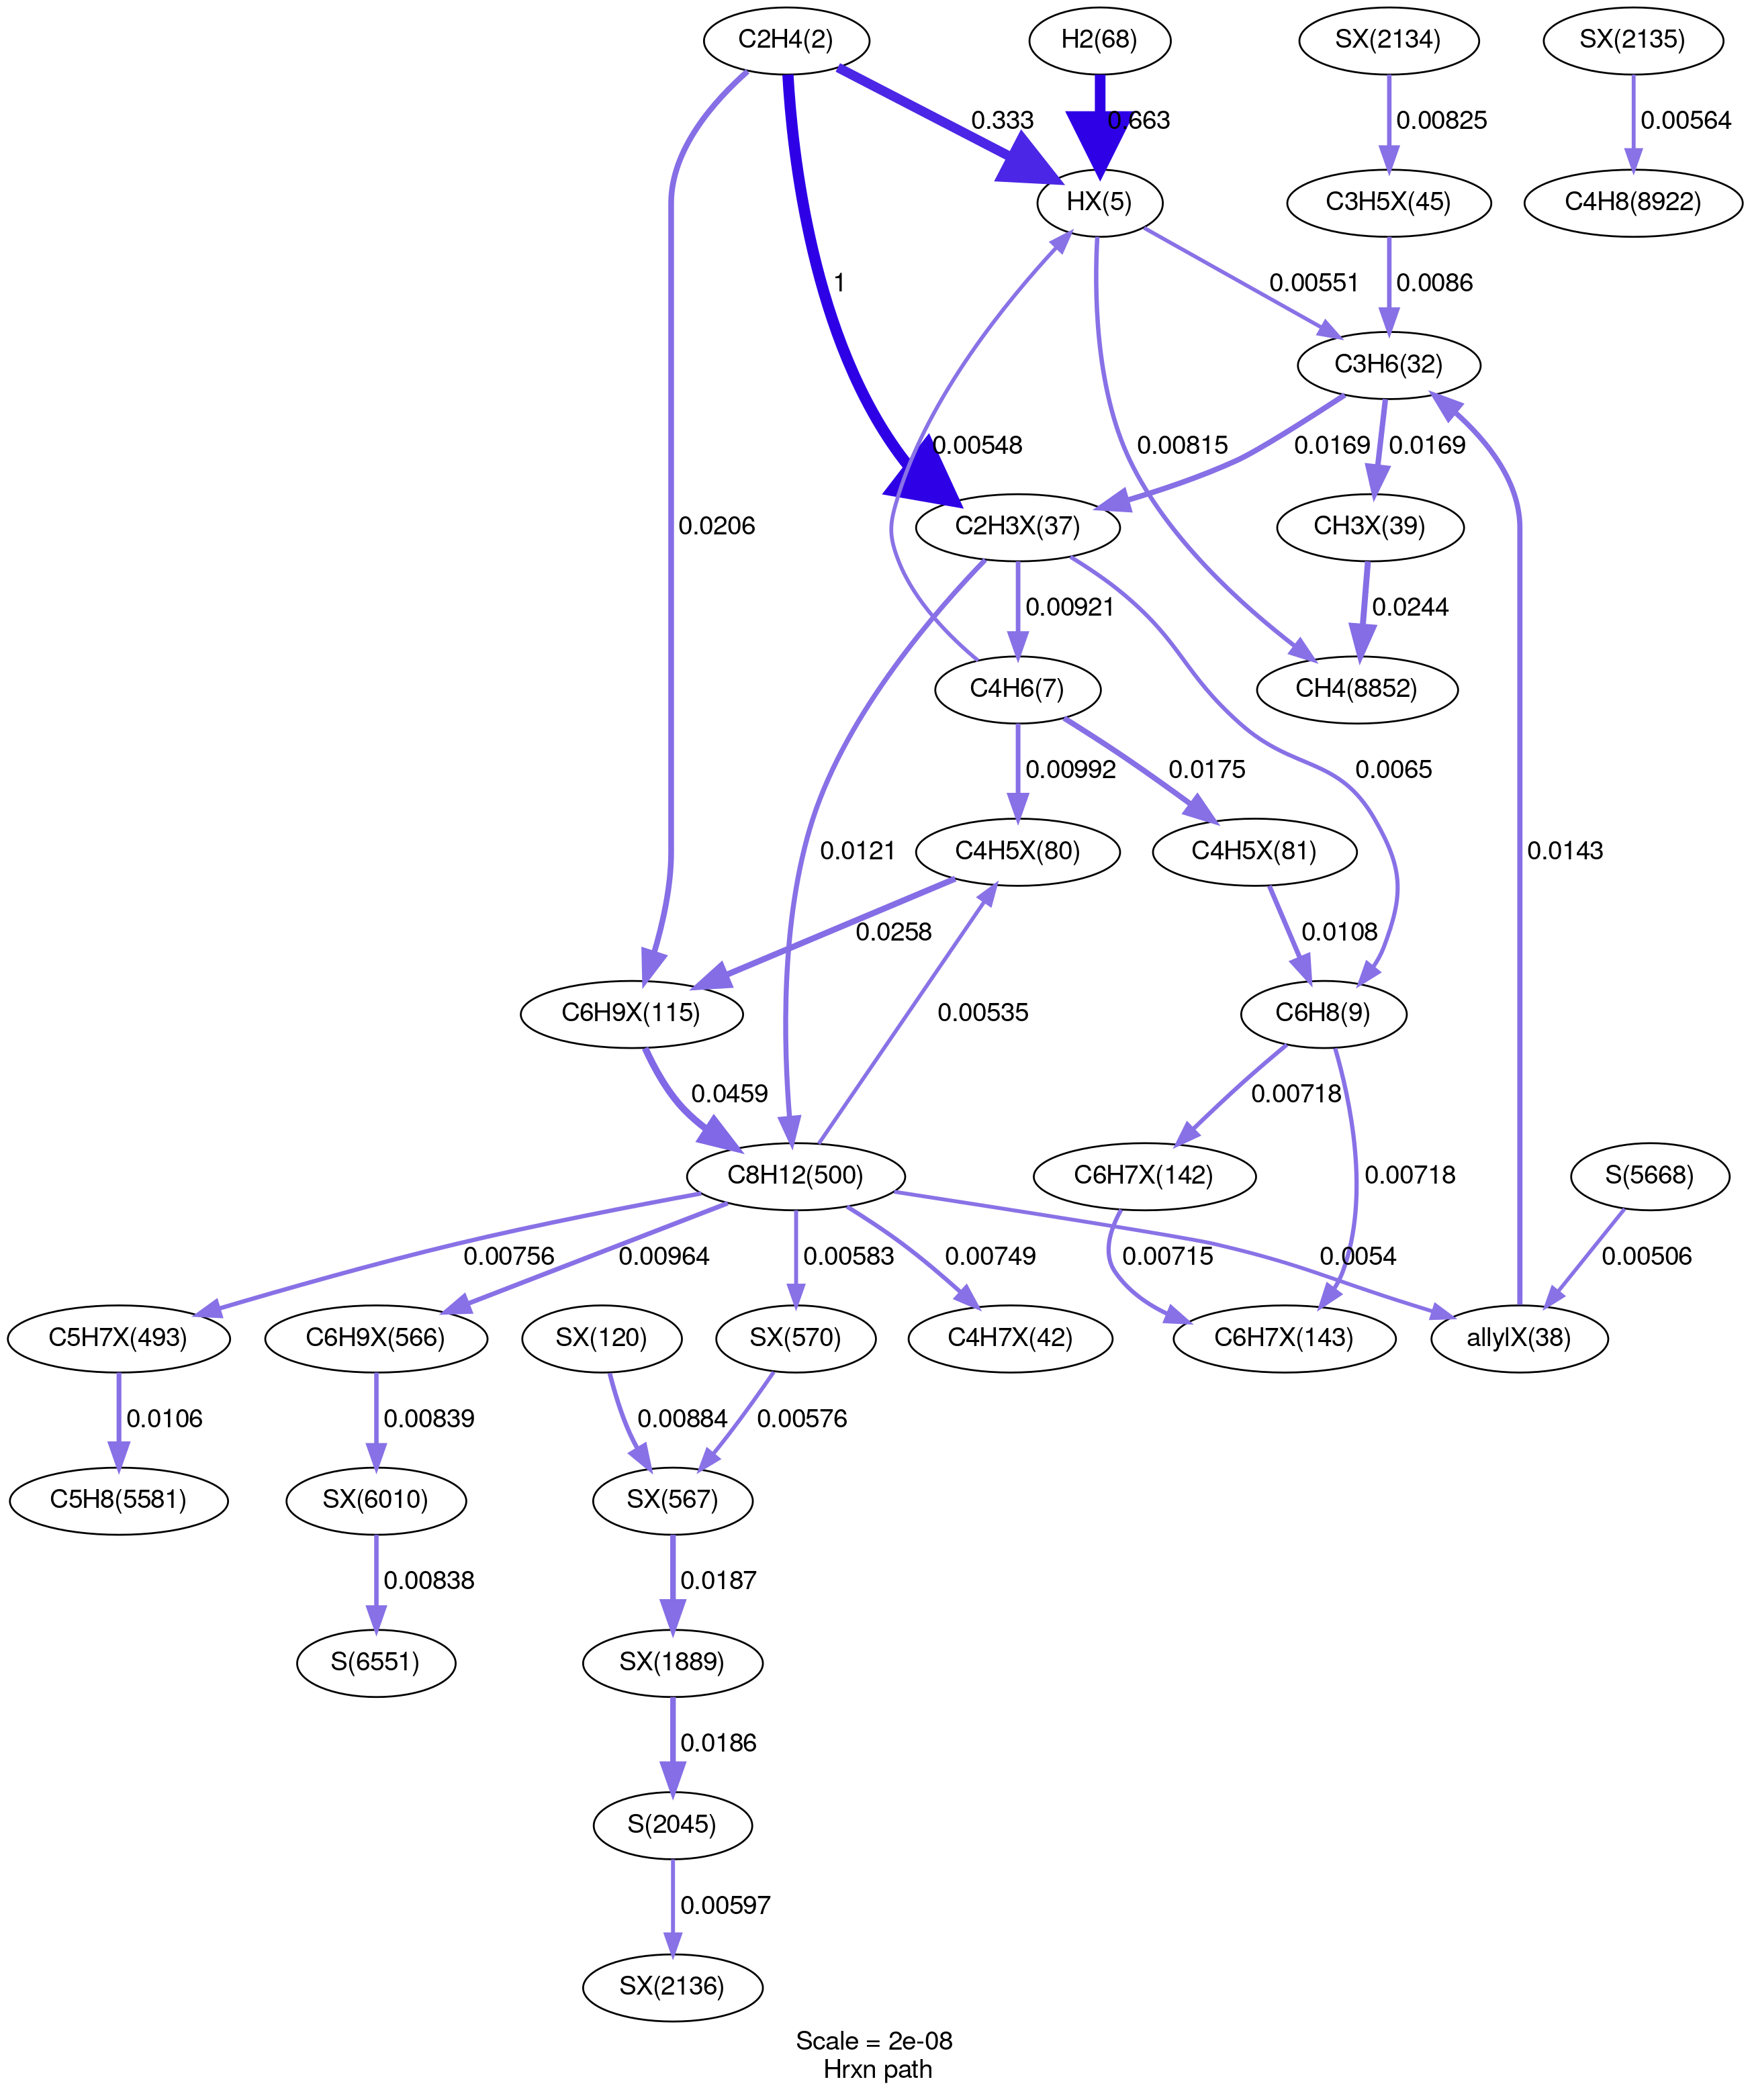 C2H4(2)
H2(68)
SX(2134)
SX(2135)
0.333
0.663
0.00825
0.00564
HX(5)
C3H5X(45)
C4H8(8922)
1
0.00551
0.0086
C3H6(32)
0.00548
0.00815
0.0169
0.0169
0.0206
C2H3X(37)
CH3X(39)
0.00921
0.0244
C4H6(7)
CH4(8852)
0.00992
0.0175
0.0065
0.0121
C4H5X(80)
C4H5X(81)
0.0143
0.0258
0.0108
0.00535
C6H9X(115)
C6H8(9)
0.0459
0.00718
0.00718
C8H12(500)
C6H7X(142)
S(5668)
0.00756
0.00964
0.00583
0.00749
0.00715
0.0054
0.00506
C5H7X(493)
C6H9X(566)
SX(120)
SX(570)
C4H7X(42)
C6H7X(143)
allylX(38)
0.0106
0.00839
0.00884
0.00576
C5H8(5581)
SX(6010)
SX(567)
0.00838
0.0187
S(6551)
SX(1889)
0.0186
S(2045)
0.00597
SX(2136)
Scale = 2e-08
Hrxn path